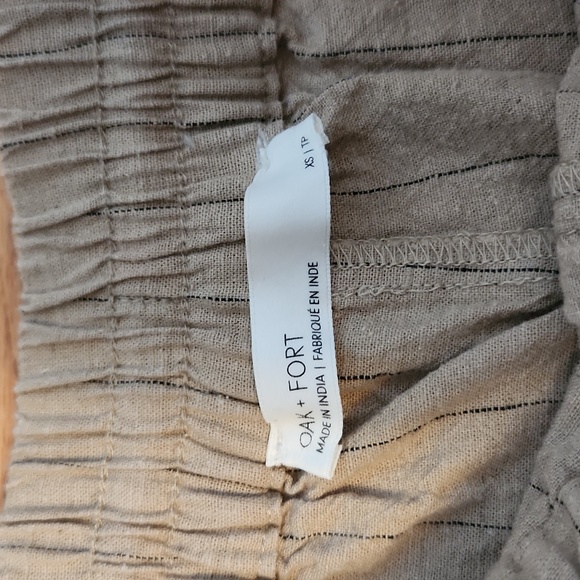 OAK + FORT
MADE IN INDIA | FABRIQUÉ EN INDE
XS | TP